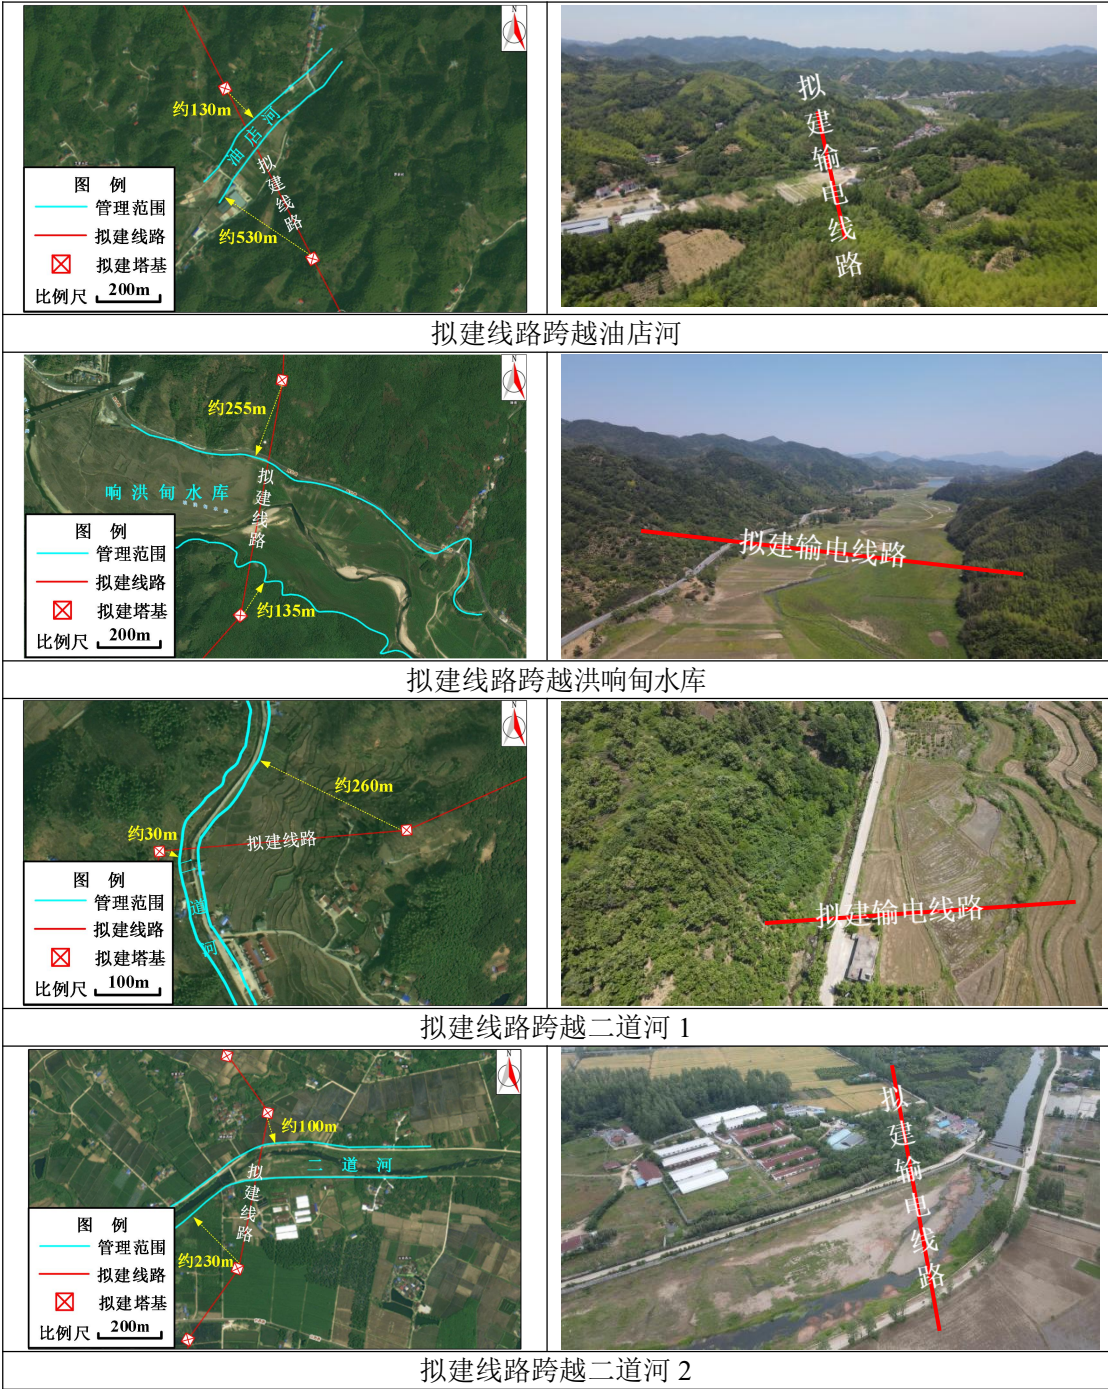 N
约130m
油店河
拟建线路
约530m
图 例
管理范围
拟建线路
拟建塔基
比例尺 200m
拟建输电线路
拟建线路跨越油店河
N
约255m
响洪甸水库
拟建线路
约135m
图 例
管理范围
拟建线路
拟建塔基
比例尺 200m
拟建输电线路
拟建线路跨越洪响甸水库
N
约260m
约30m
拟建线路
二道河
图 例
管理范围
拟建线路
拟建塔基
比例尺 100m
拟建输电线路
拟建线路跨越二道河 1
N
约100m
二道河
拟建线路
约230m
图 例
管理范围
拟建线路
拟建塔基
比例尺 200m
拟建输电线路
拟建线路跨越二道河 2